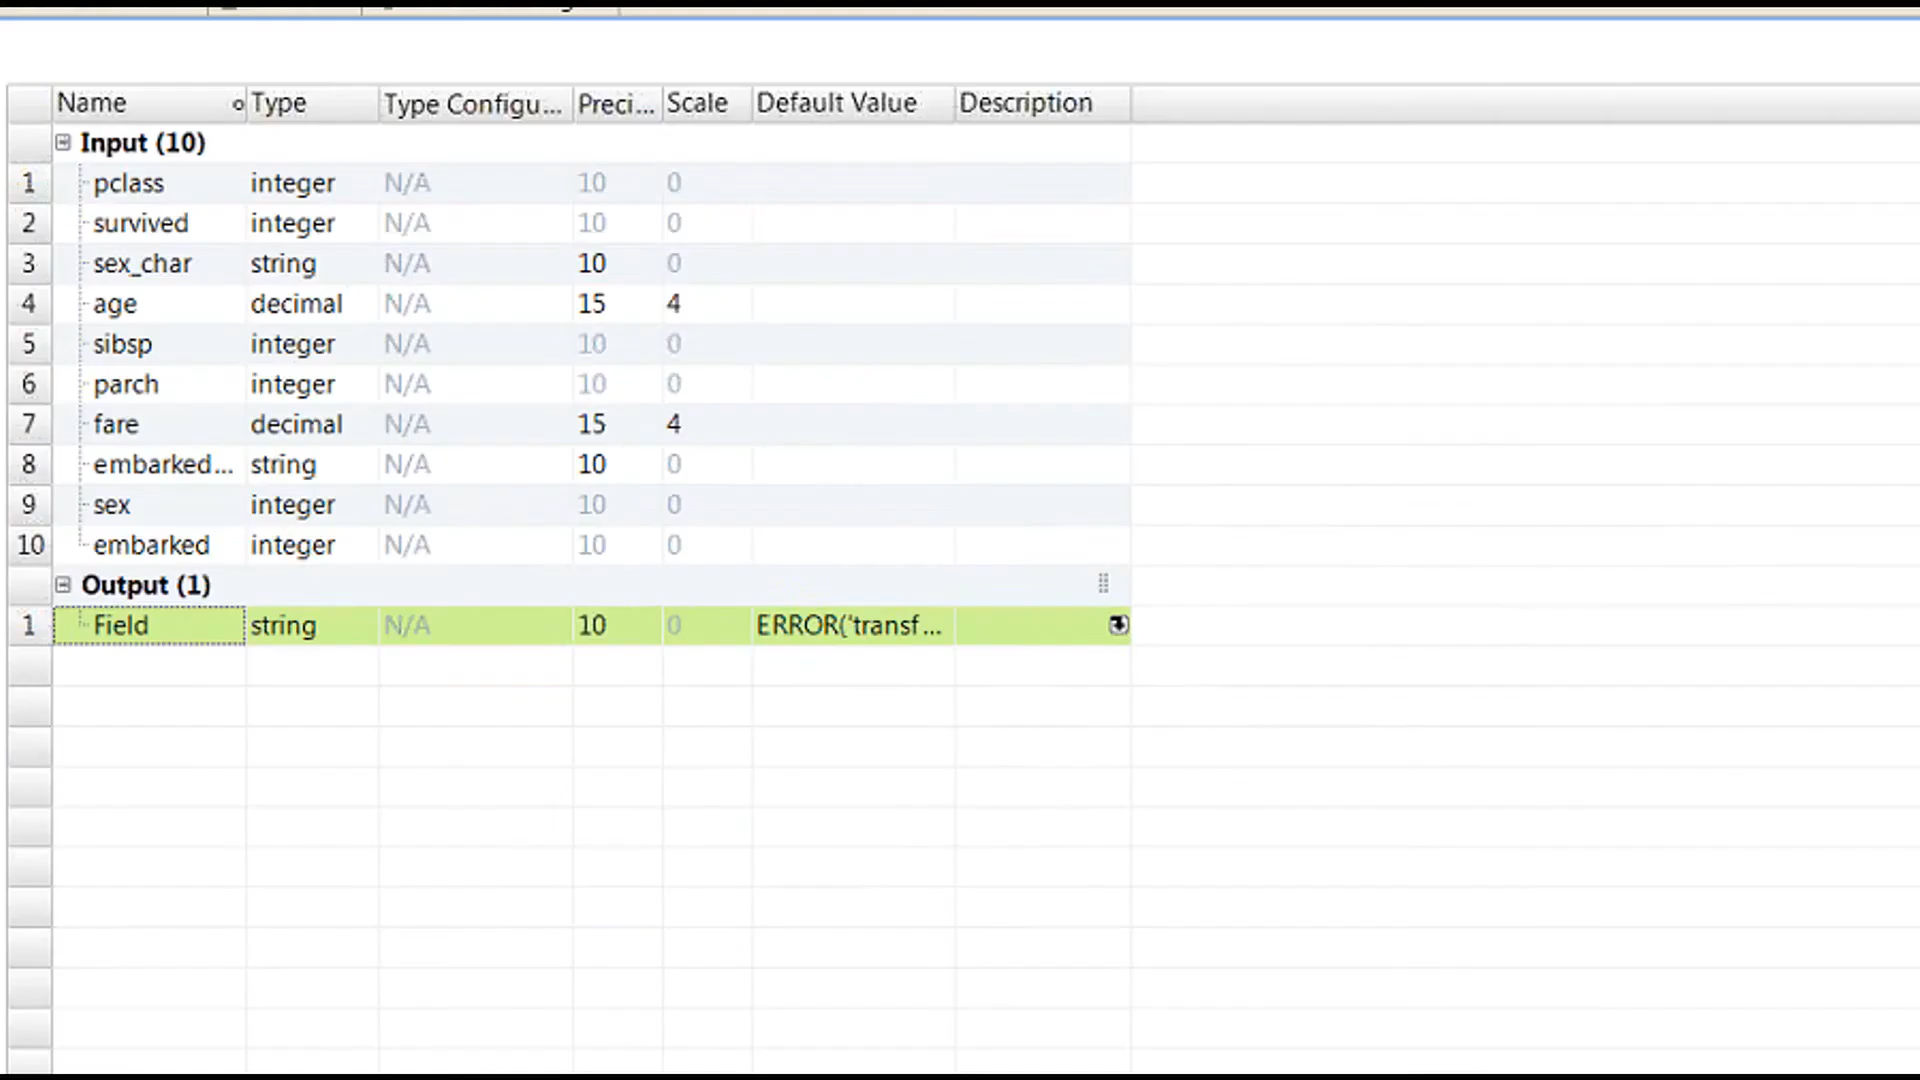 Name Type Type Configu... Preci... Scale Default Value Description
Input (10)
1 pclass integer N/A 10 0
2 survived integer N/A 10 0
3 sex_char string N/A 10 0
4 age decimal N/A 15 4
5 sibsp integer N/A 10 0
6 parch integer N/A 10 0
7 fare decimal N/A 15 4
8 embarked... string N/A 10 0
9 sex integer N/A 10 0
10 embarked integer N/A 10 0
Output (1)
1 Field string N/A 10 0 ERROR('transf...